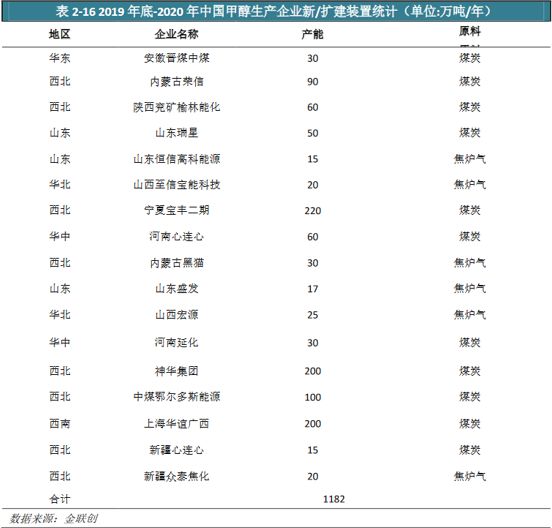 表 2-16 2019 年底-2020 年中国甲醇生产企业新/扩建装置统计（单位:万吨/年）
地区 企业名称 产能 原料
华东 安徽晋煤中煤 30 煤炭
西北 内蒙古荣信 90 煤炭
西北 陕西兖矿榆林能化 60 煤炭
山东 山东瑞星 50 煤炭
山东 山东恒信高科能源 15 焦炉气
华北 山西至信宝能科技 20 焦炉气
西北 宁夏宝丰二期 220 煤炭
华中 河南心连心 60 煤炭
西北 内蒙古黑猫 30 焦炉气
山东 山东盛发 17 焦炉气
华北 山西宏源 25 焦炉气
华中 河南延化 30 煤炭
西北 神华集团 200 煤炭
西北 中煤鄂尔多斯能源 100 煤炭
西南 上海华谊广西 200 煤炭
西北 新疆心连心 15 煤炭
西北 新疆众泰焦化 20 焦炉气
合计 1182
数据来源：金联创